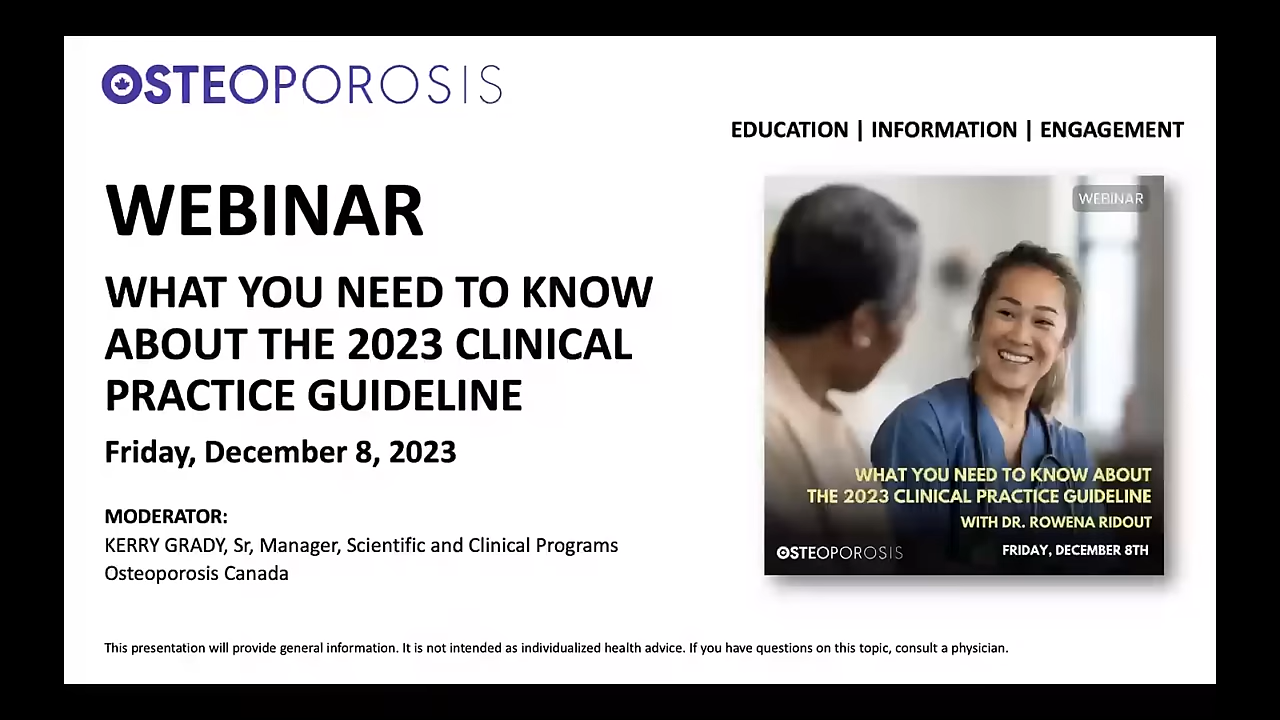 OSTEOPOROSIS
EDUCATION | INFORMATION | ENGAGEMENT
WEBINAR
WHAT YOU NEED TO KNOW
ABOUT THE 2023 CLINICAL
PRACTICE GUIDELINE
Friday, December 8, 2023
MODERATOR:
KERRY GRADY, Sr, Manager, Scientific and Clinical Programs
Osteoporosis Canada
WEBINAR
WHAT YOU NEED TO KNOW ABOUT
THE 2023 CLINICAL PRACTICE GUIDELINE
WITH DR. ROWENA RIDOUT
OSTEOPOROSIS
FRIDAY, DECEMBER 8TH
This presentation will provide general information. It is not intended as individualized health advice. If you have questions on this topic, consult a physician.